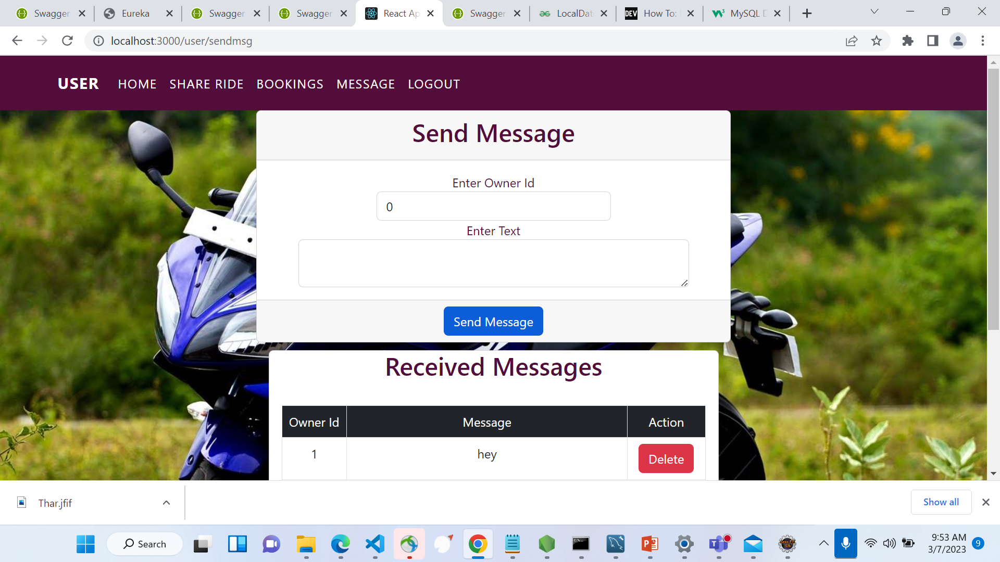 Swagger
Eureka
Swagger
Swagger
React Ap
Swagger
LocalDat
DEV
How To:
MySQL D
localhost:3000/user/sendmsg
USER
HOME
SHARE RIDE
BOOKINGS
MESSAGE
LOGOUT
Send Message
Enter Owner Id
0
Enter Text
Send Message
Received Messages
Owner Id
Message
Action
1
hey
Delete
Thar.jfif
Show all
Search
9:53 AM
3/7/2023
9